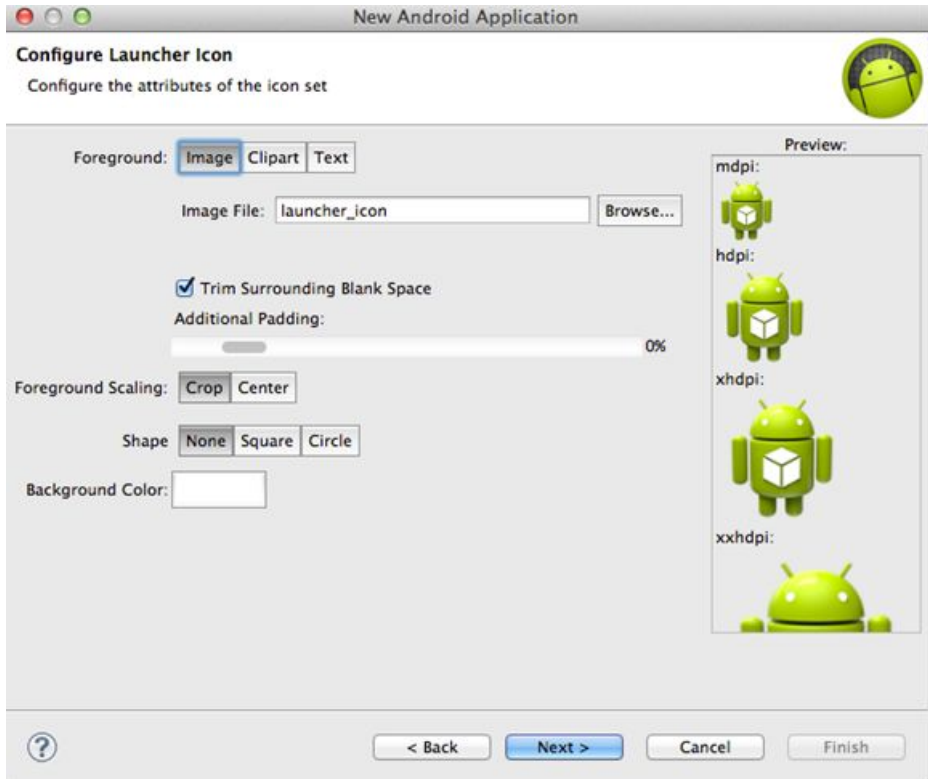 New Android Application
Configure Launcher Icon
Configure the attributes of the icon set
Foreground: Image Clipart Text
Image File: launcher_icon Browse...
Trim Surrounding Blank Space
Additional Padding:
0%
Foreground Scaling: Crop Center
Shape None Square Circle
Background Color:
Preview:
mdpi:
hdpi:
xhdpi:
xxhdpi:
? < Back Next > Cancel Finish